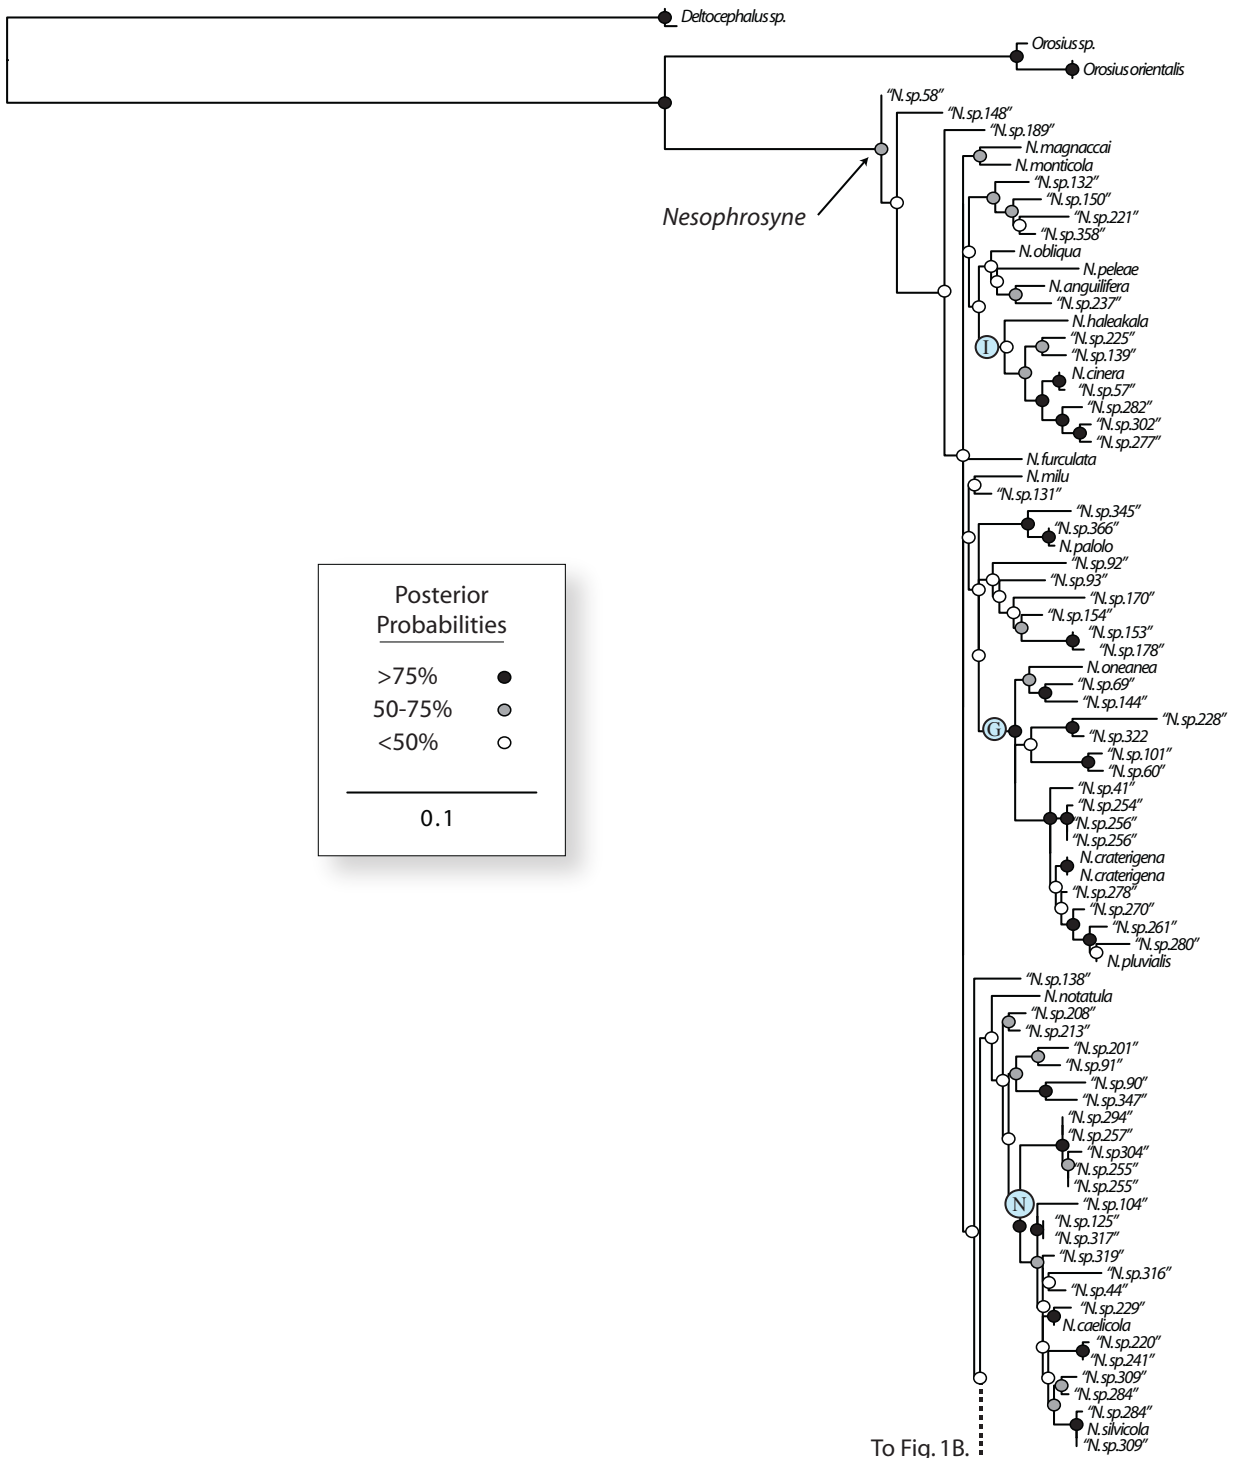 Deltocephalus sp.
Orosius sp.
Orosius orientalis
“N. sp.58”
“N. sp.148”
“N. sp.189”
N. magnaccai
N. monticola
“N. sp.132”
“N. sp.150”
“N. sp.221”
“N. sp.358”
Nesophrosyne
N. obliqua
N. peleae
N. anguilifera
“N. sp.237”
N. haleakala
“N. sp.225”
I
“N. sp.139”
N. cinera
“N. sp.57”
“N. sp.282”
“N. sp.302”
“N. sp.277”
N. furculata
N. milu
“N. sp.131”
“N. sp.345”
“N. sp.366”
N. palolo
“N. sp.92”
“N. sp.93”
“N. sp.170”
“N. sp.154”
“N. sp.153”
“N. sp.178”
N. oneanea
“N. sp.69”
“N. sp.144”
“N. sp.228”
G
“N. sp.322
“N. sp.101”
“N. sp.60”
“N. sp.41”
“N. sp.254”
“N. sp.256”
“N. sp.256”
N. craterigena
N. craterigena
“N. sp.278”
“N. sp.270”
“N. sp.261”
“N. sp.280”
N. pluvialis
Posterior
Probabilities
>75%
50-75%
<50%
0.1
“N. sp.138”
N. notatula
“N. sp.208”
“N. sp.213”
“N. sp.201”
“N. sp.91”
“N. sp.90”
“N. sp.347”
“N. sp.294”
“N. sp.257”
“N. sp304”
“N. sp.255”
“N. sp.255”
N
“N. sp.104”
“N. sp.125”
“N. sp.317”
“N. sp.319”
“N. sp.316”
“N. sp.44”
“N. sp.229”
N. caelicola
“N. sp.220”
“N. sp.241”
“N. sp.309”
“N. sp.284”
“N. sp.284”
N. silvicola
“N. sp.309”
To Fig. 1B.